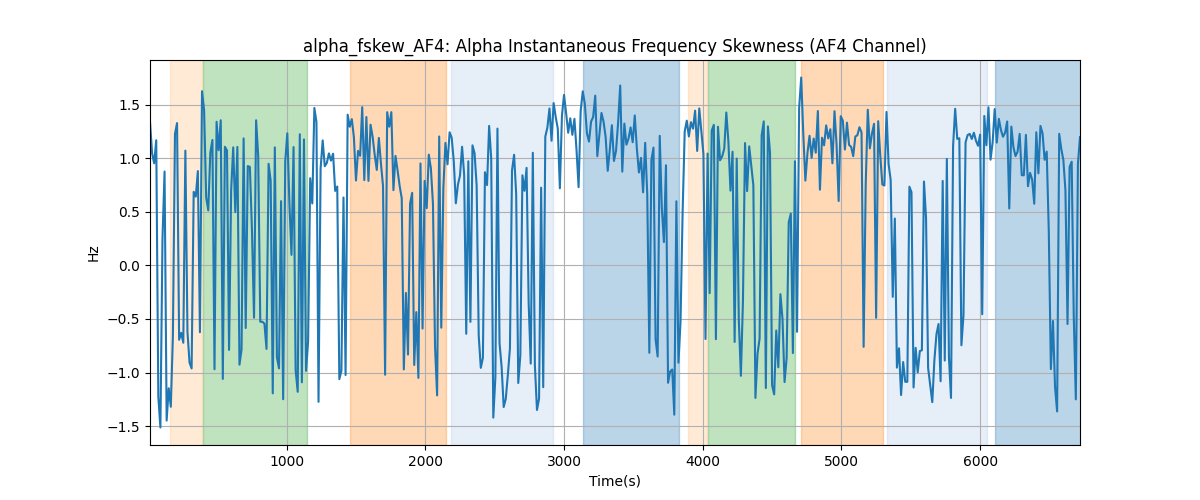 alpha_fskew_AF4: Alpha Instantaneous Frequency Skewness (AF4 Channel)
1.5
1.0
0.5
0.0
−0.5
−1.0
−1.5
Hz
1000 2000 3000 4000 5000 6000
Time(s)